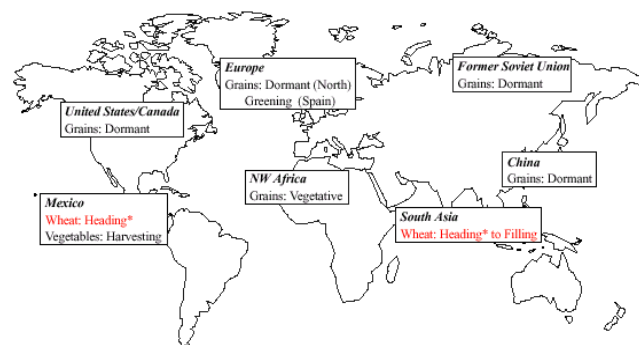 Europe
Grains: Dormant (North)
Greening (Spain)
Former Soviet Union
Grains: Dormant
United States/Canada
Grains: Dormant
China
Grains: Dormant
NW Africa
Grains: Vegetative
Mexico
Wheat: Heading*
Vegetables: Harvesting
South Asia
Wheat: Heading* to Filling